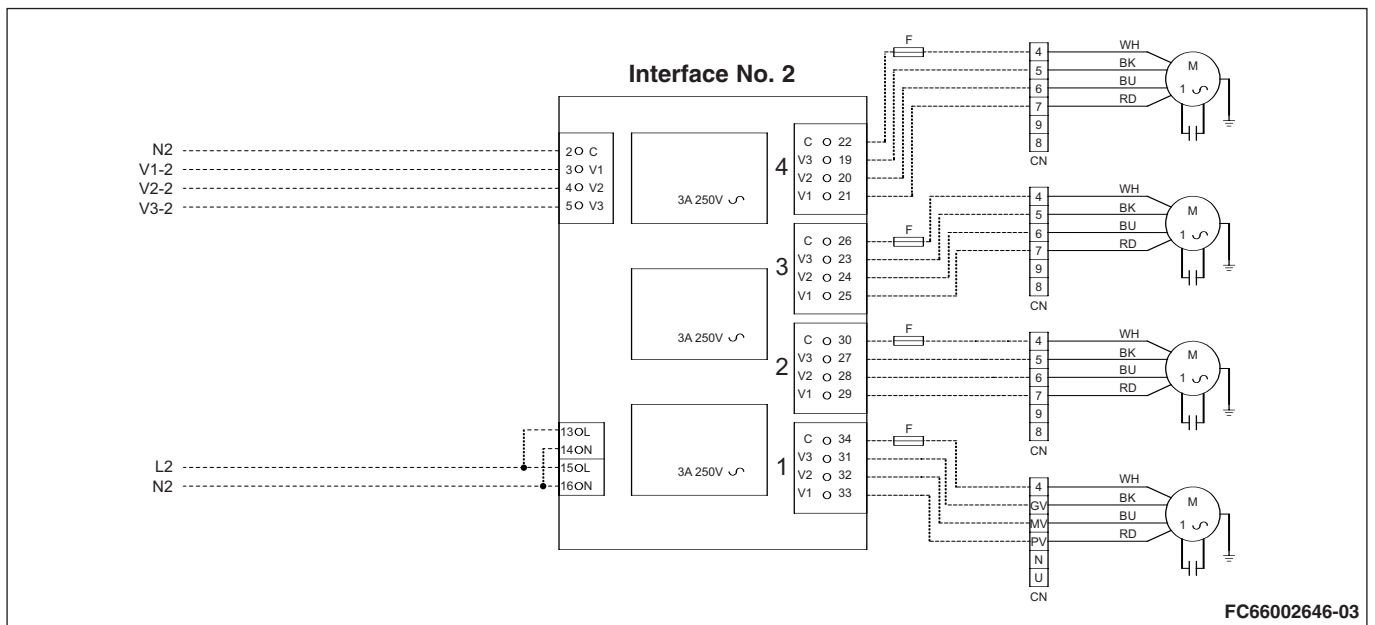 Interface No. 2
N2
V1-2
V2-2
V3-2
2 C
3 V1
4 V2
5 V3
L2
N2
13 L
14 N
15 L
16 N
3A 250V
3A 250V
3A 250V
4
C 22
V3 19
V2 20
V1 21
3
C 26
V3 23
V2 24
V1 25
2
C 30
V3 27
V2 28
V1 29
1
C 34
V3 31
V2 32
V1 33
F
4
5
6
7
9
8
CN
WH
BK
BU
RD
M
1
F
4
5
6
7
9
8
CN
WH
BK
BU
RD
M
1
F
4
5
6
7
9
8
CN
WH
BK
BU
RD
M
1
F
4
GV
MV
PV
N
U
CN
WH
BK
BU
RD
M
1
FC66002646-03